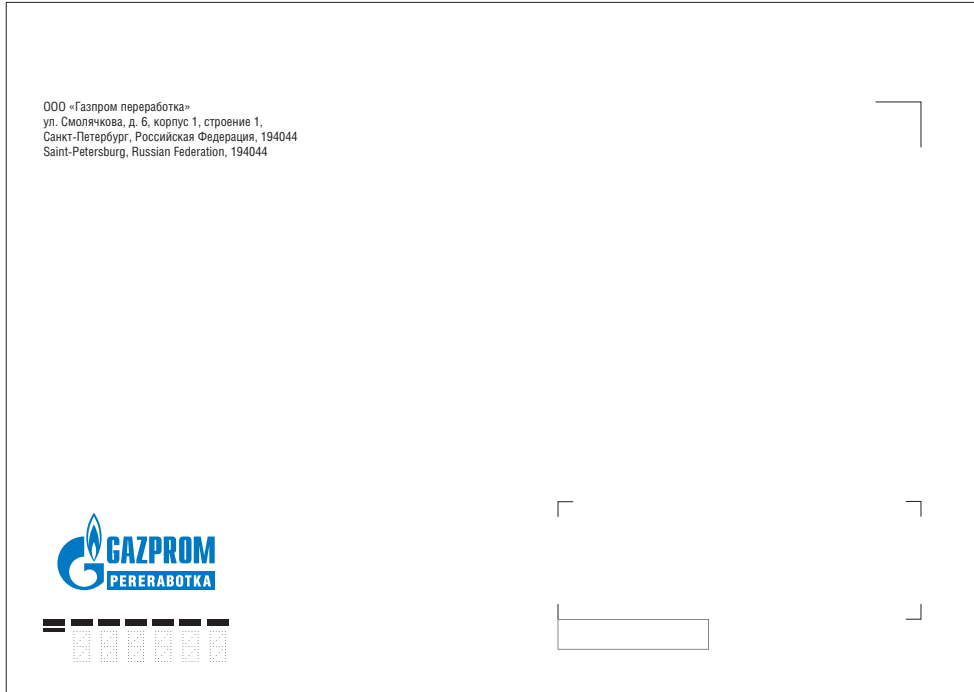 ООО «Газпром переработка»
ул. Смолячкова, д. 6, корпус 1, строение 1,
Санкт-Петербург, Российская Федерация, 194044
Saint-Petersburg, Russian Federation, 194044
GAZPROM
PERERABOTKA